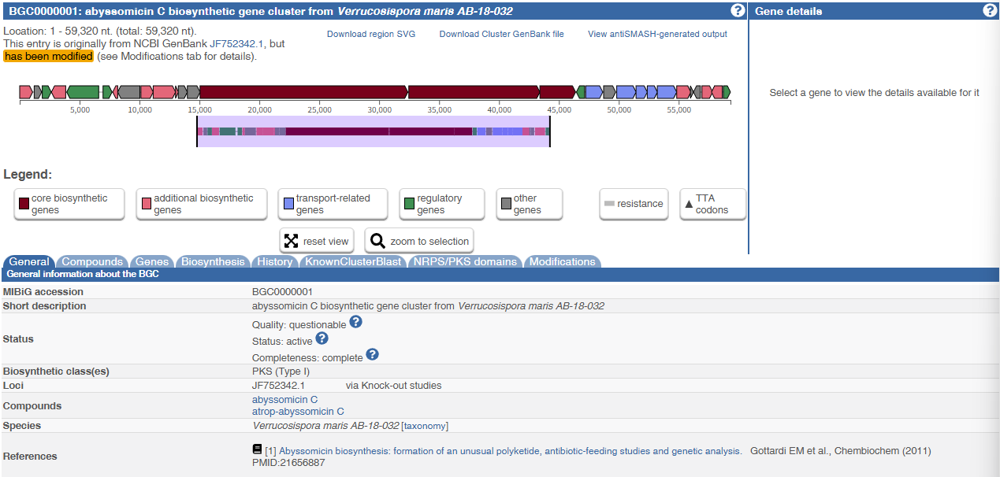 BGC0000001: abyssomicin C biosynthetic gene cluster from Verrucosispora maris AB-18-032
?
Gene details
?
Location: 1 - 59,320 nt. (total: 59,320 nt).
This entry is originally from NCBI GenBank JF752342.1, but
has been modified (see Modifications tab for details).
Download region SVG
Download Cluster GenBank file
View antiSMASH-generated output
Select a gene to view the details available for it
5,000 10,000 15,000 20,000 25,000 30,000 35,000 40,000 45,000 50,000 55,000
Legend:
core biosynthetic
genes
additional biosynthetic
genes
transport-related
genes
regulatory
genes
other
genes
resistance
TTA
codons
reset view
zoom to selection
General Compounds Genes Biosynthesis History KnownClusterBlast NRPS/PKS domains Modifications
General information about the BGC
MIBiG accession BGC0000001
Short description abyssomicin C biosynthetic gene cluster from Verrucosispora maris AB-18-032
Status
Quality: questionable ?
Status: active ?
Completeness: complete ?
Biosynthetic class(es) PKS (Type I)
Loci JF752342.1 via Knock-out studies
Compounds
abyssomicin C
atrop-abyssomicin C
Species Verrucosispora maris AB-18-032 [taxonomy]
References
[1] Abyssomicin biosynthesis: formation of an unusual polyketide, antibiotic-feeding studies and genetic analysis. Gottardi EM et al., Chembiochem (2011)
PMID:21656887